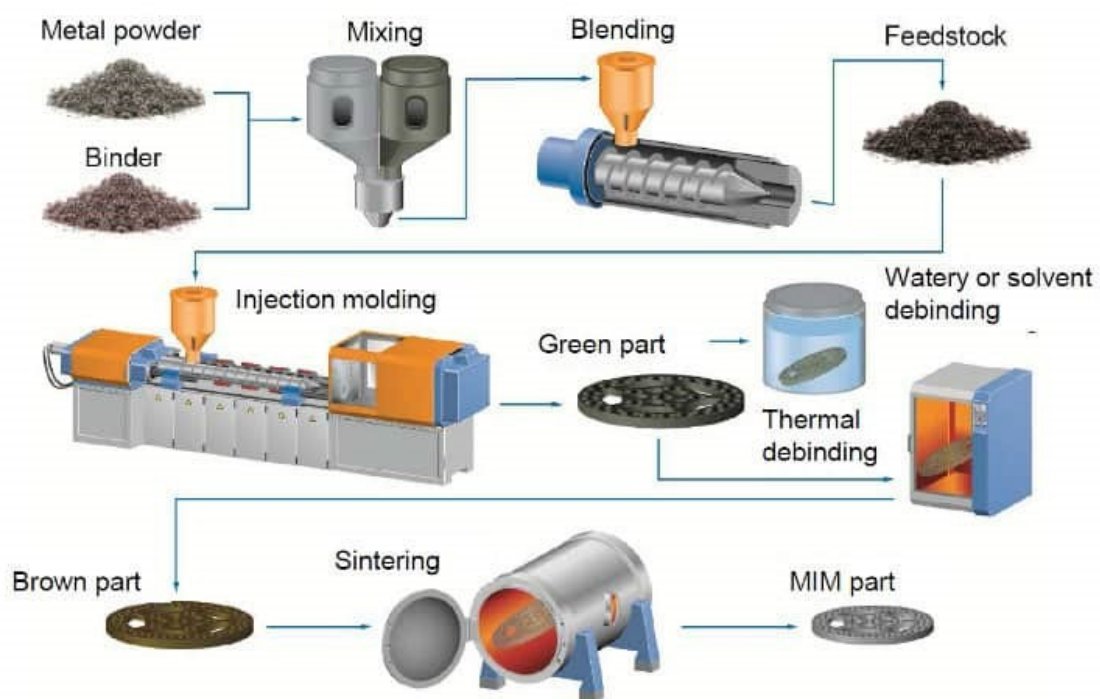 Metal powder
Mixing
Blending
Feedstock
Binder
Injection molding
Green part
Watery or solvent
debinding
Thermal
debinding
Brown part
Sintering
MIM part